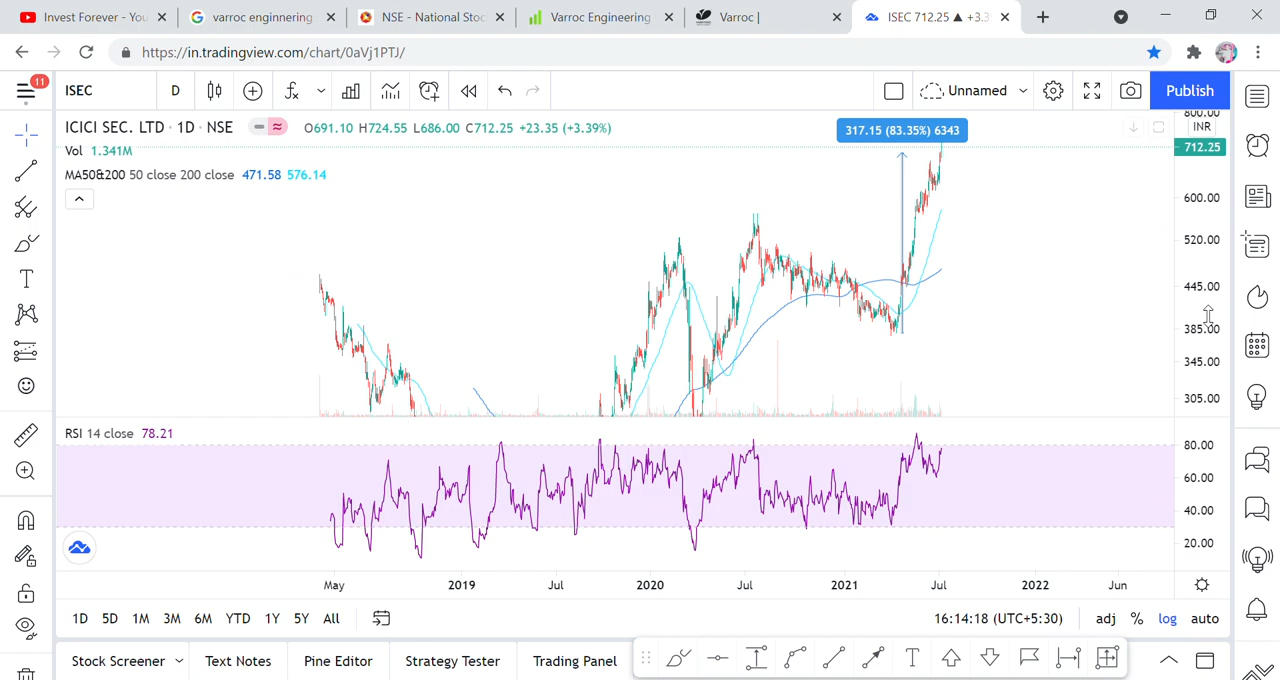 Invest Forever - You
varroc enginnering
NSE - National Stoc
Varroc Engineering
Varroc |
ISEC 712.25 ▲ +3.3
https://in.tradingview.com/chart/0aVj1PTJ/
11
ISEC
D
Unnamed
Publish
ICICI SEC. LTD · 1D · NSE
O691.10 H724.55 L686.00 C712.25 +23.35 (+3.39%)
Vol 1.341M
MA50&200 50 close 200 close 471.58 576.14
317.15 (83.35%) 6343
800.00
INR
712.25
600.00
520.00
445.00
385.00
345.00
305.00
RSI 14 close 78.21
80.00
60.00
40.00
20.00
May 2019 Jul 2020 Jul 2021 Jul 2022 Jun
1D 5D 1M 3M 6M YTD 1Y 5Y All
16:14:18 (UTC+5:30) adj % log auto
Stock Screener Text Notes Pine Editor Strategy Tester Trading Panel